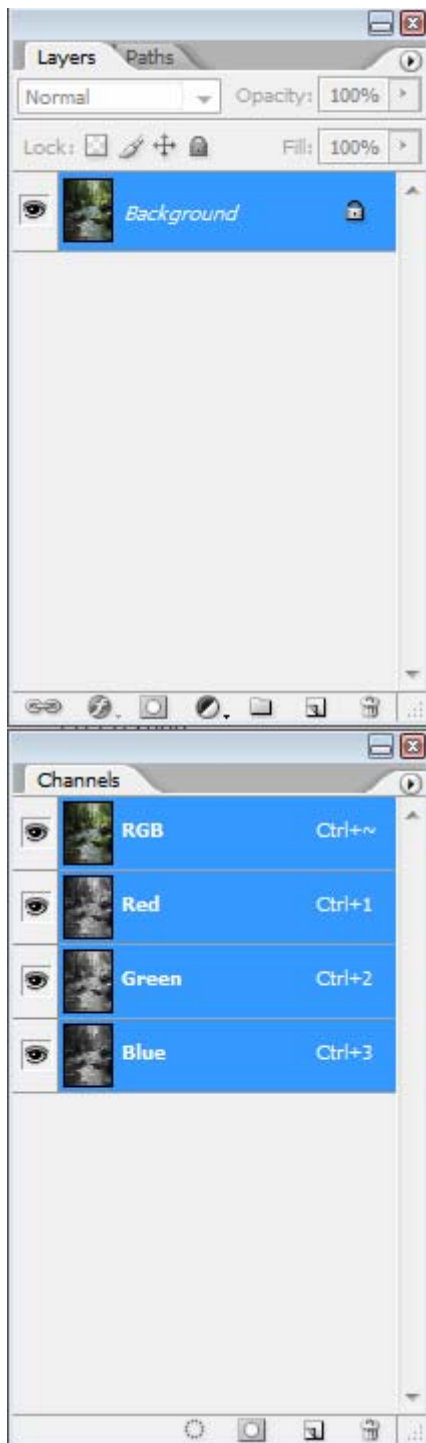 Layers Paths
Normal Opacity: 100%
Lock: Fill: 100%
Background
Channels
RGB Ctrl+~
Red Ctrl+1
Green Ctrl+2
Blue Ctrl+3